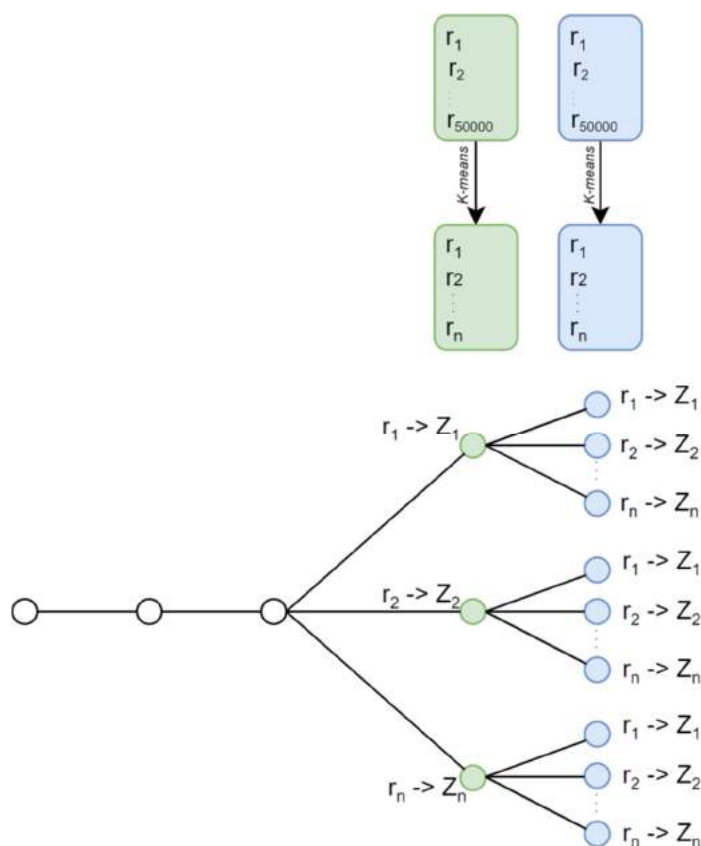 r₁ r₁
r₂ r₂
r₅₀₀₀₀ r₅₀₀₀₀
K-means K-means
r₁ r₁
r2 r2
rₙ rₙ
r₁ -> Z₁
r₁ -> Z₁
r₂ -> Z₂
rₙ -> Zₙ
r₁ -> Z₁
r₂ -> Z₂ r₂ -> Z₂
rₙ -> Zₙ
r₁ -> Z₁
rₙ -> Zₙ r₂ -> Z₂
rₙ -> Zₙ